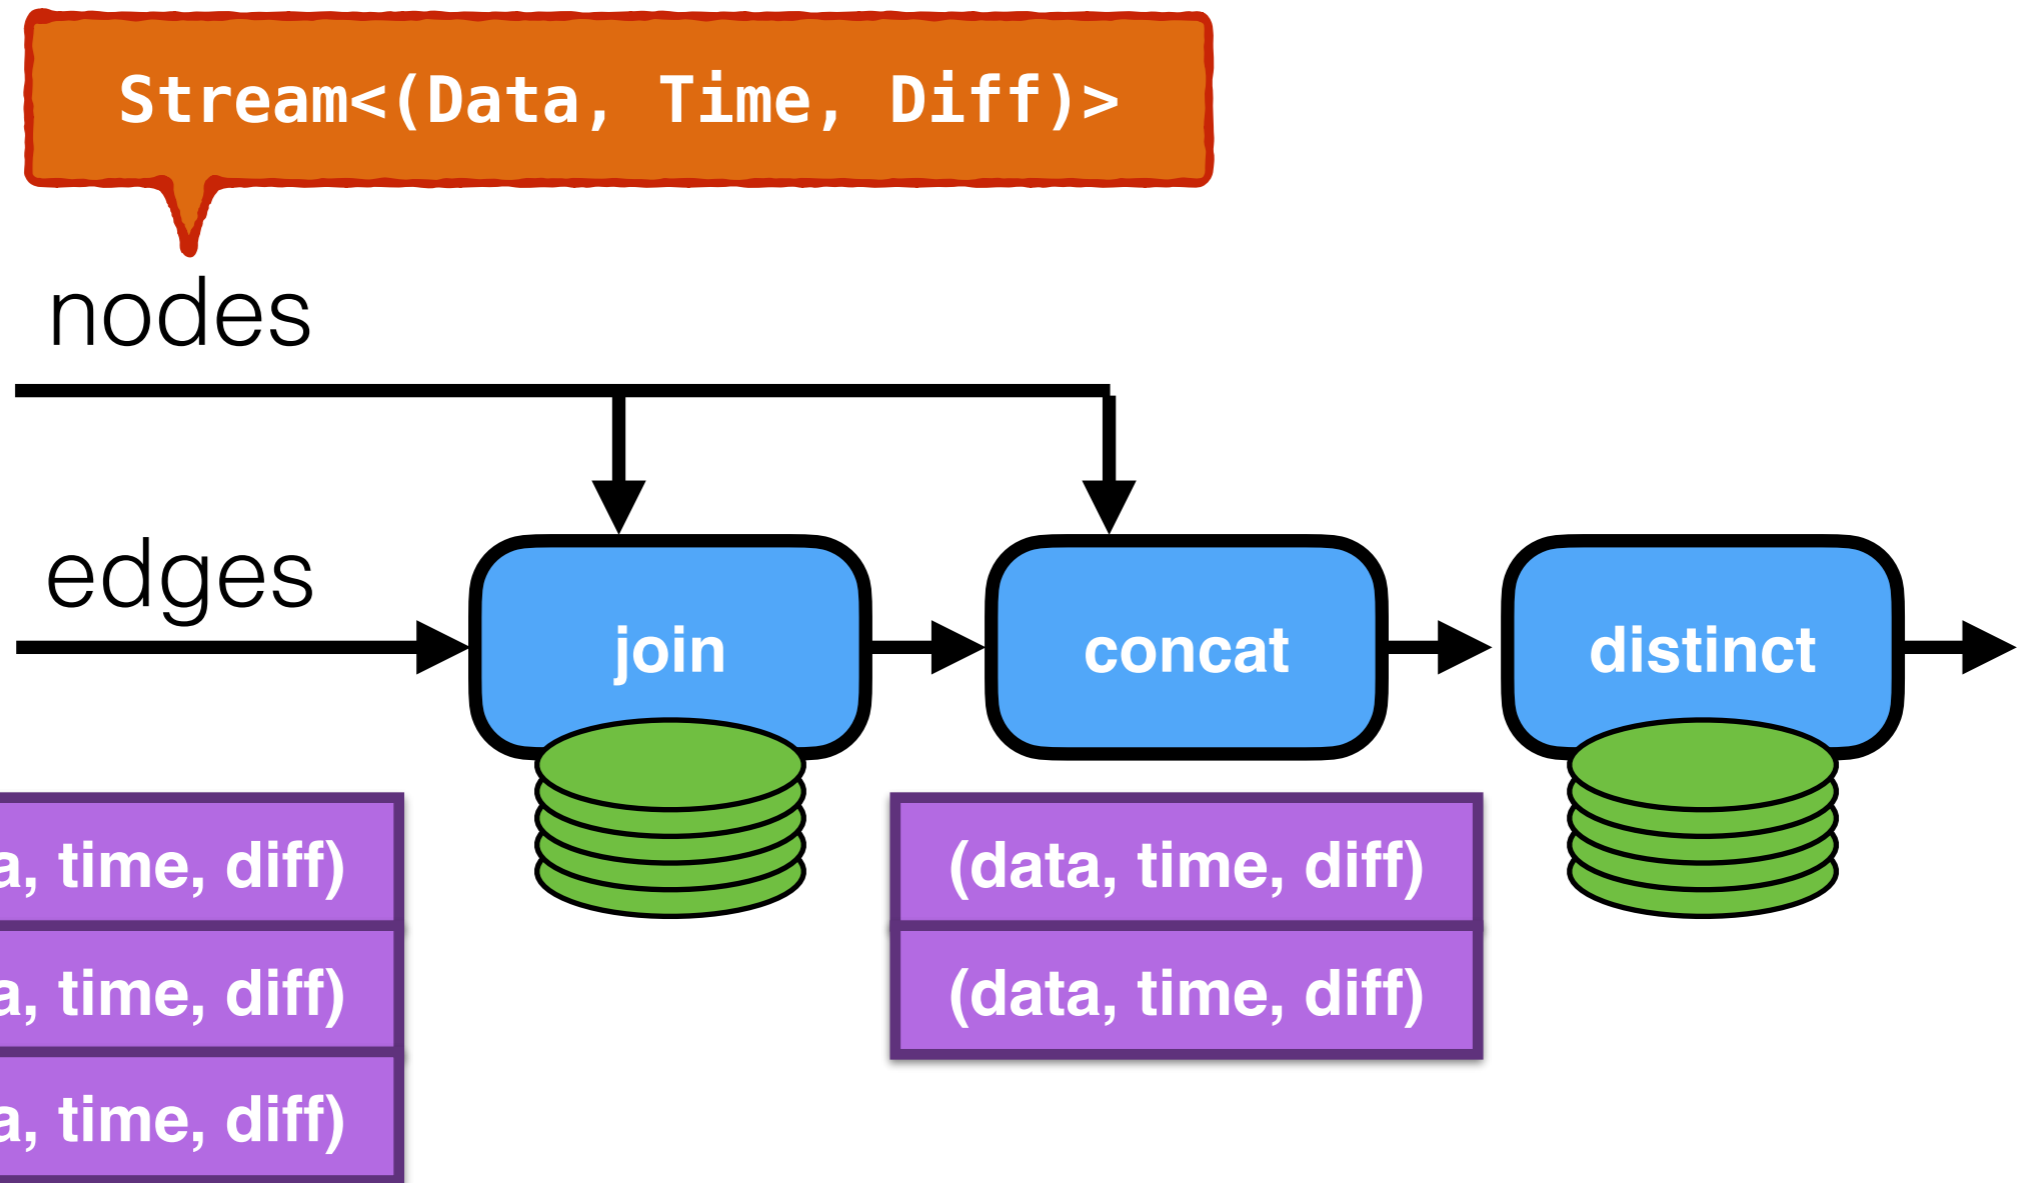 Stream<(Data, Time, Diff)>
nodes
edges
join
concat
distinct
a, time, diff)
(data, time, diff)
a, time, diff)
(data, time, diff)
a, time, diff)